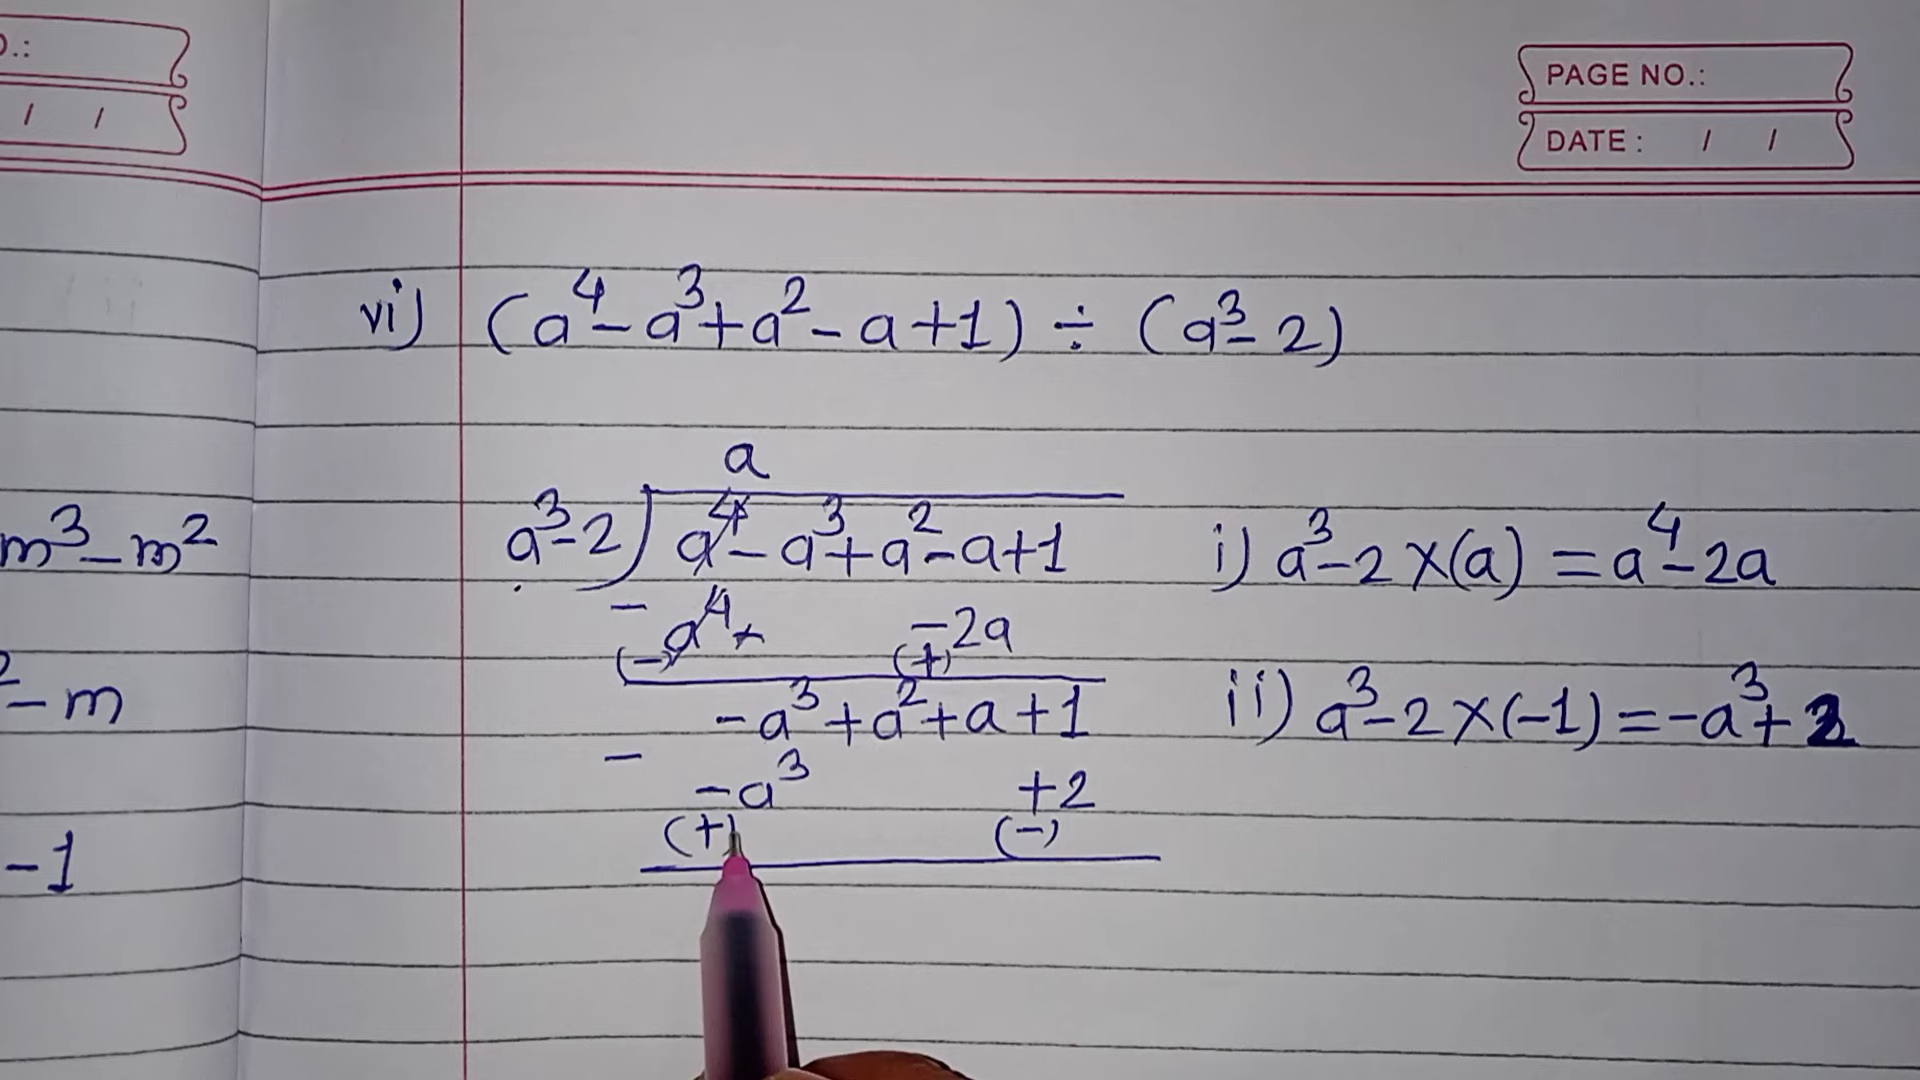 O.:
/ /
PAGE NO.:
DATE : / /
vi) (a⁴-a³+a²-a+1) ÷ (a³-2)
a
a³-2) a⁴-a³+a²-a+1
i) a³-2×(a) = a⁴-2a
m³-m²
- a⁴ -2a
(-) (+)
-a³+a²+a+1
ii) a³-2×(-1)=-a³+2
²-m
- -a³ +2
(+) (-)
-1